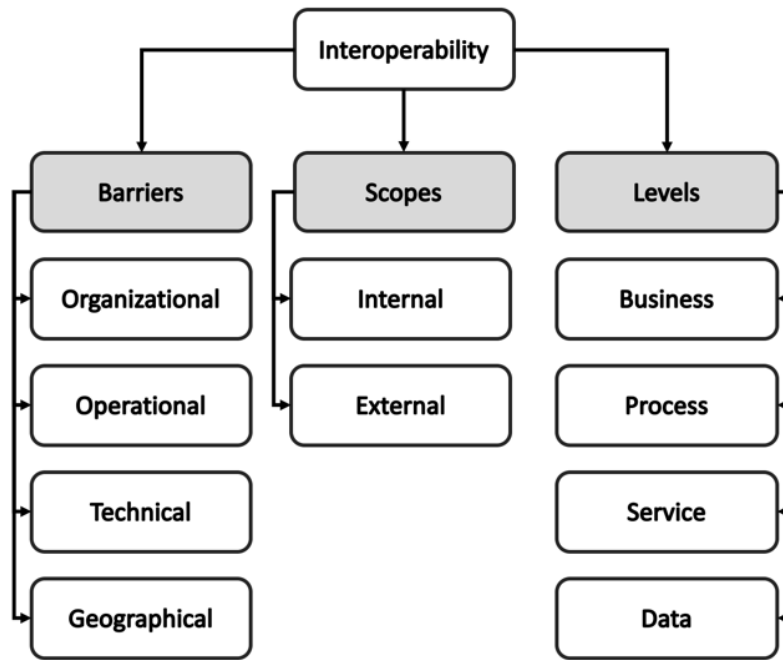 Interoperability
Barriers
Scopes
Levels
Organizational
Internal
Business
Operational
External
Process
Technical
Service
Geographical
Data